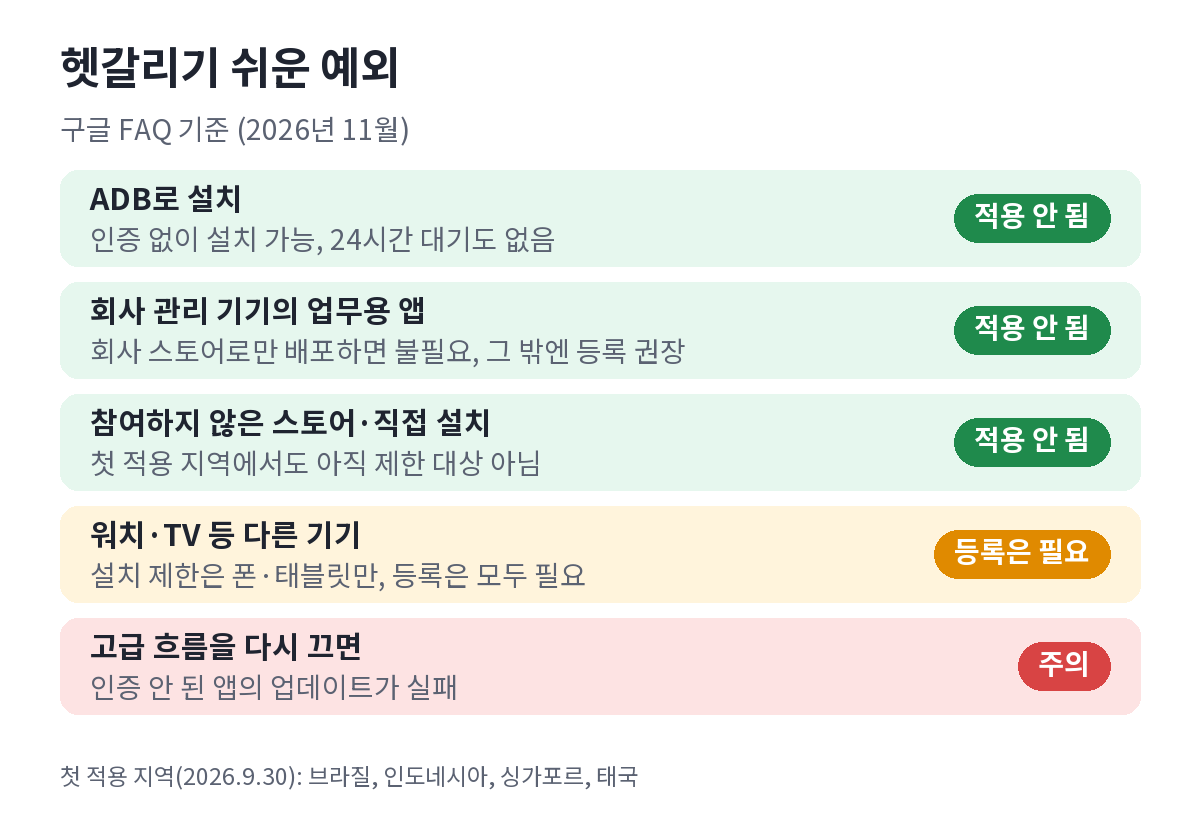 헷갈리기 쉬운 예외
구글 FAQ 기준 (2026년 11월)
ADB로 설치
인증 없이 설치 가능, 24시간 대기도 없음
적용 안 됨
회사 관리 기기의 업무용 앱
회사 스토어로만 배포하면 불필요, 그 밖엔 등록 권장
적용 안 됨
참여하지 않은 스토어·직접 설치
첫 적용 지역에서도 아직 제한 대상 아님
적용 안 됨
워치·TV 등 다른 기기
설치 제한은 폰·태블릿만, 등록은 모두 필요
등록은 필요
고급 흐름을 다시 끄면
인증 안 된 앱의 업데이트가 실패
주의
첫 적용 지역(2026.9.30): 브라질, 인도네시아, 싱가포르, 태국